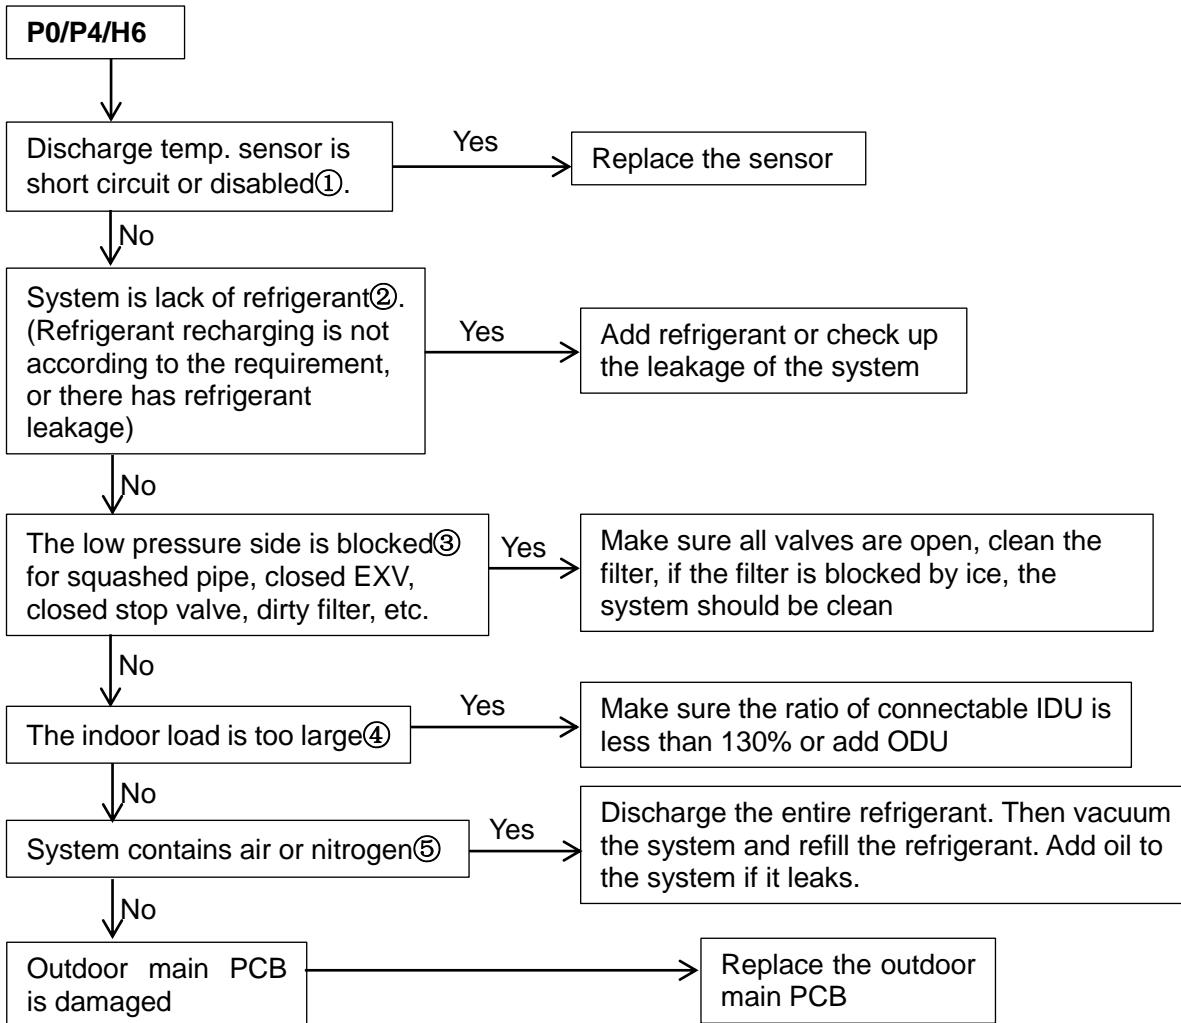 P0/P4/H6
Discharge temp. sensor is
short circuit or disabled①.
Yes
Replace the sensor
No
System is lack of refrigerant②.
(Refrigerant recharging is not
according to the requirement,
or there has refrigerant
leakage)
Yes
Add refrigerant or check up
the leakage of the system
No
The low pressure side is blocked③
for squashed pipe, closed EXV,
closed stop valve, dirty filter, etc.
Yes
Make sure all valves are open, clean the
filter, if the filter is blocked by ice, the
system should be clean
No
The indoor load is too large④
Yes
Make sure the ratio of connectable IDU is
less than 130% or add ODU
No
System contains air or nitrogen⑤
Yes
Discharge the entire refrigerant. Then vacuum
the system and refill the refrigerant. Add oil to
the system if it leaks.
No
Outdoor main PCB
is damaged
Replace the outdoor
main PCB